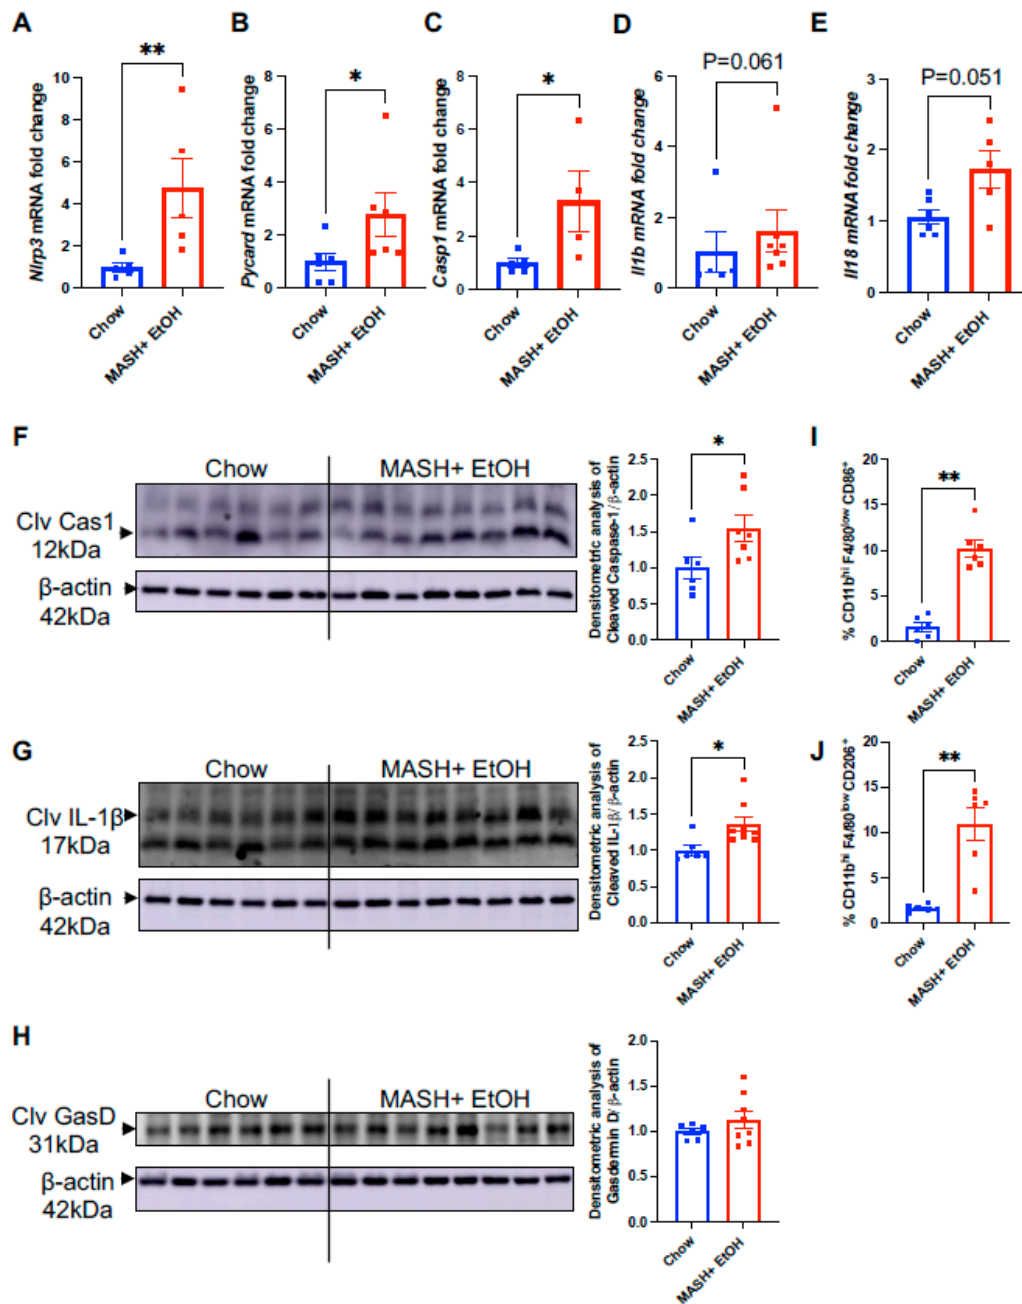 A
B
C
D
E
**
*
*
P=0.061
P=0.051
Nlrp3 mRNA fold change
10
8
6
4
2
0
Chow
MASH+ EtOH
Pycard mRNA fold change
8
6
4
2
0
Chow
MASH+ EtOH
Casp1 mRNA fold change
8
6
4
2
0
Chow
MASH+ EtOH
Il1b mRNA fold change
6
4
2
0
Chow
MASH+ EtOH
Il18 mRNA fold change
3
2
1
0
Chow
MASH+ EtOH
F
Chow
MASH+ EtOH
Clv Cas1
12kDa
β-actin
42kDa
Densitometric analysis of
Cleaved Caspase-1/β-actin
2.5
2.0
1.5
1.0
0.5
0.0
*
Chow
MASH+ EtOH
I
% CD11bhi F4/80low CD86+
20
15
10
5
0
**
Chow
MASH+ EtOH
G
Chow
MASH+ EtOH
Clv IL-1β
17kDa
β-actin
42kDa
Densitometric analysis of
Cleaved IL-1β/ β-actin
2.5
2.0
1.5
1.0
0.5
0.0
*
Chow
MASH+ EtOH
J
% CD11bhi F4/80low CD206+
20
15
10
5
0
**
Chow
MASH+ EtOH
H
Chow
MASH+ EtOH
Clv GasD
31kDa
β-actin
42kDa
Densitometric analysis of
Gasdermin D/ β-actin
2.0
1.5
1.0
0.5
0.0
Chow
MASH+ EtOH